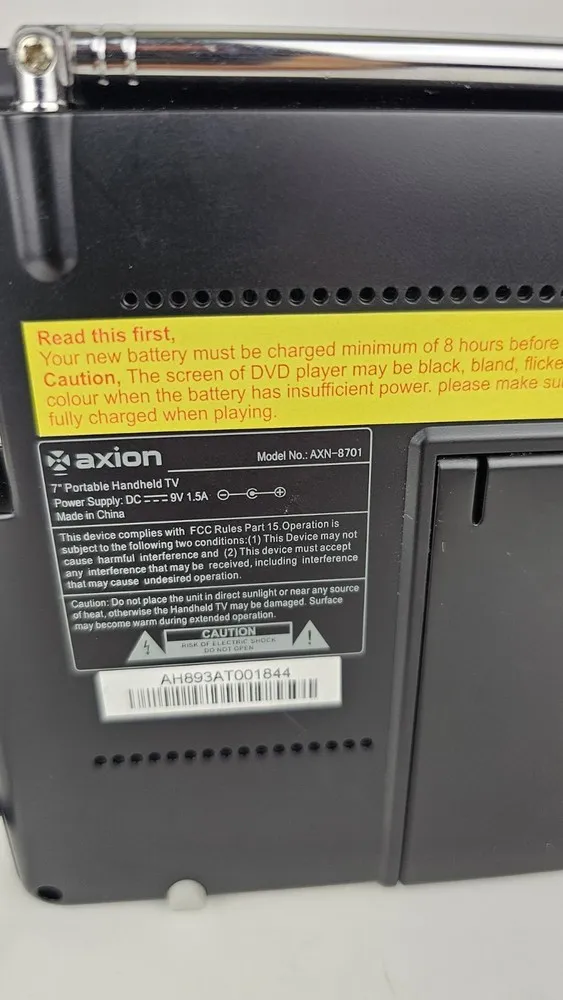 Read this first,
Your new battery must be charged minimum of 8 hours before
Caution, The screen of DVD player may be black, bland, flicke
colour when the battery has insufficient power. please make su
fully charged when playing.
axion
Model No.: AXN-8701
7" Portable Handheld TV
Power Supply: DC 9V 1.5A
Made in China
This device complies with FCC Rules Part 15.Operation is
subject to the following two conditions:(1) This Device may not
cause harmful interference and (2) This device must accept
any interference that may be received, including interference
that may cause undesired operation.
Caution: Do not place the unit in direct sunlight or near any source
of heat, otherwise the Handheld TV may be damaged. Surface
may become warm during extended operation.
CAUTION
RISK OF ELECTRIC SHOCK
DO NOT OPEN
AH893AT001844